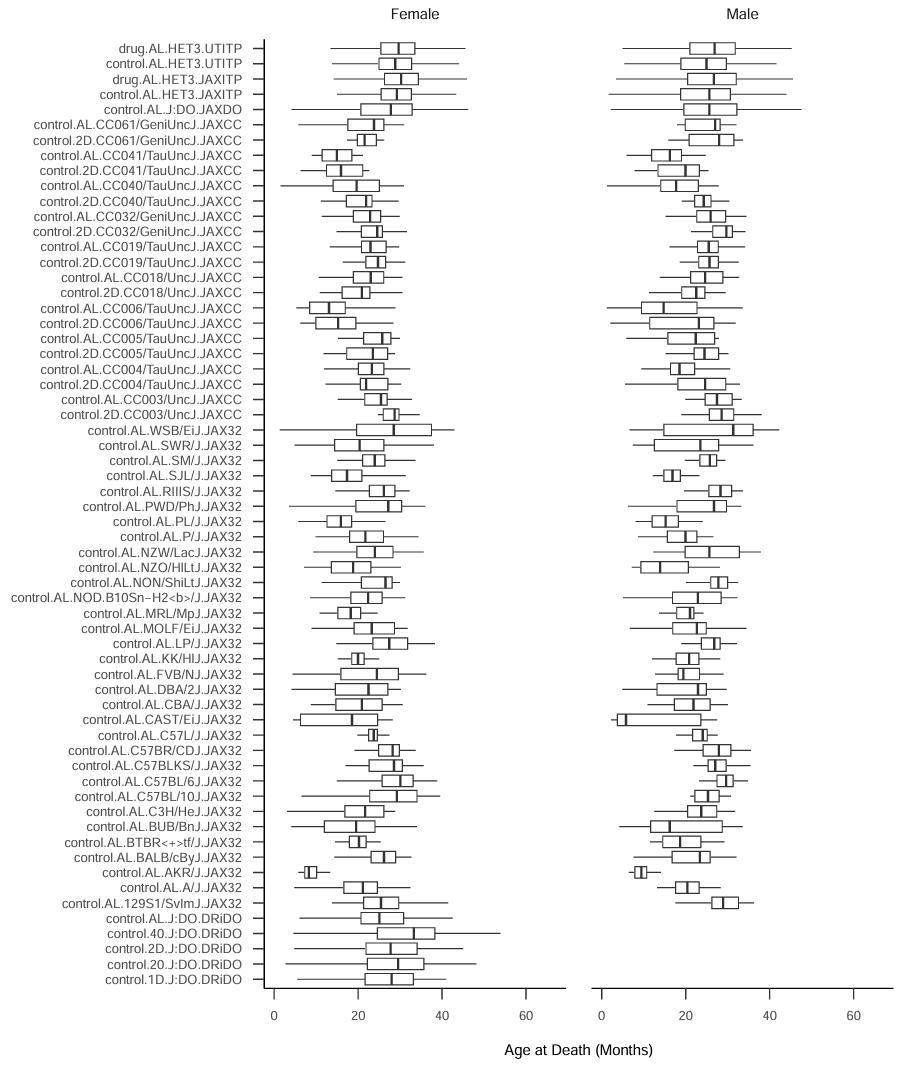 Female Male
drug.AL.HET3.UTITP
control.AL.HET3.UTITP
drug.AL.HET3.JAXITP
control.AL.HET3.JAXITP
control.AL.J:DO.JAXDO
control.AL.CC061/GeniUncJ.JAXCC
control.2D.CC061/GeniUncJ.JAXCC
control.AL.CC041/TauUncJ.JAXCC
control.2D.CC041/TauUncJ.JAXCC
control.AL.CC040/TauUncJ.JAXCC
control.2D.CC040/TauUncJ.JAXCC
control.AL.CC032/GeniUncJ.JAXCC
control.2D.CC032/GeniUncJ.JAXCC
control.AL.CC019/TauUncJ.JAXCC
control.2D.CC019/TauUncJ.JAXCC
control.AL.CC018/UncJ.JAXCC
control.2D.CC018/UncJ.JAXCC
control.AL.CC006/TauUncJ.JAXCC
control.2D.CC006/TauUncJ.JAXCC
control.AL.CC005/TauUncJ.JAXCC
control.2D.CC005/TauUncJ.JAXCC
control.AL.CC004/TauUncJ.JAXCC
control.2D.CC004/TauUncJ.JAXCC
control.AL.CC003/UncJ.JAXCC
control.2D.CC003/UncJ.JAXCC
control.AL.WSB/EiJ.JAX32
control.AL.SWR/J.JAX32
control.AL.SM/J.JAX32
control.AL.SJL/J.JAX32
control.AL.RIIIS/J.JAX32
control.AL.PWD/PhJ.JAX32
control.AL.PL/J.JAX32
control.AL.P/J.JAX32
control.AL.NZW/LacJ.JAX32
control.AL.NZO/HlLtJ.JAX32
control.AL.NON/ShiLtJ.JAX32
control.AL.NOD.B10Sn−H2<b>/J.JAX32
control.AL.MRL/MpJ.JAX32
control.AL.MOLF/EiJ.JAX32
control.AL.LP/J.JAX32
control.AL.KK/HlJ.JAX32
control.AL.FVB/NJ.JAX32
control.AL.DBA/2J.JAX32
control.AL.CBA/J.JAX32
control.AL.CAST/EiJ.JAX32
control.AL.C57L/J.JAX32
control.AL.C57BR/CDJ.JAX32
control.AL.C57BLKS/J.JAX32
control.AL.C57BL/6J.JAX32
control.AL.C57BL/10J.JAX32
control.AL.C3H/HeJ.JAX32
control.AL.BUB/BnJ.JAX32
control.AL.BTBR<+>tf/J.JAX32
control.AL.BALB/cByJ.JAX32
control.AL.AKR/J.JAX32
control.AL.A/J.JAX32
control.AL.129S1/SvImJ.JAX32
control.AL.J:DO.DRiDO
control.40.J:DO.DRiDO
control.2D.J:DO.DRiDO
control.20.J:DO.DRiDO
control.1D.J:DO.DRiDO
0 20 40 60 0 20 40 60
Age at Death (Months)